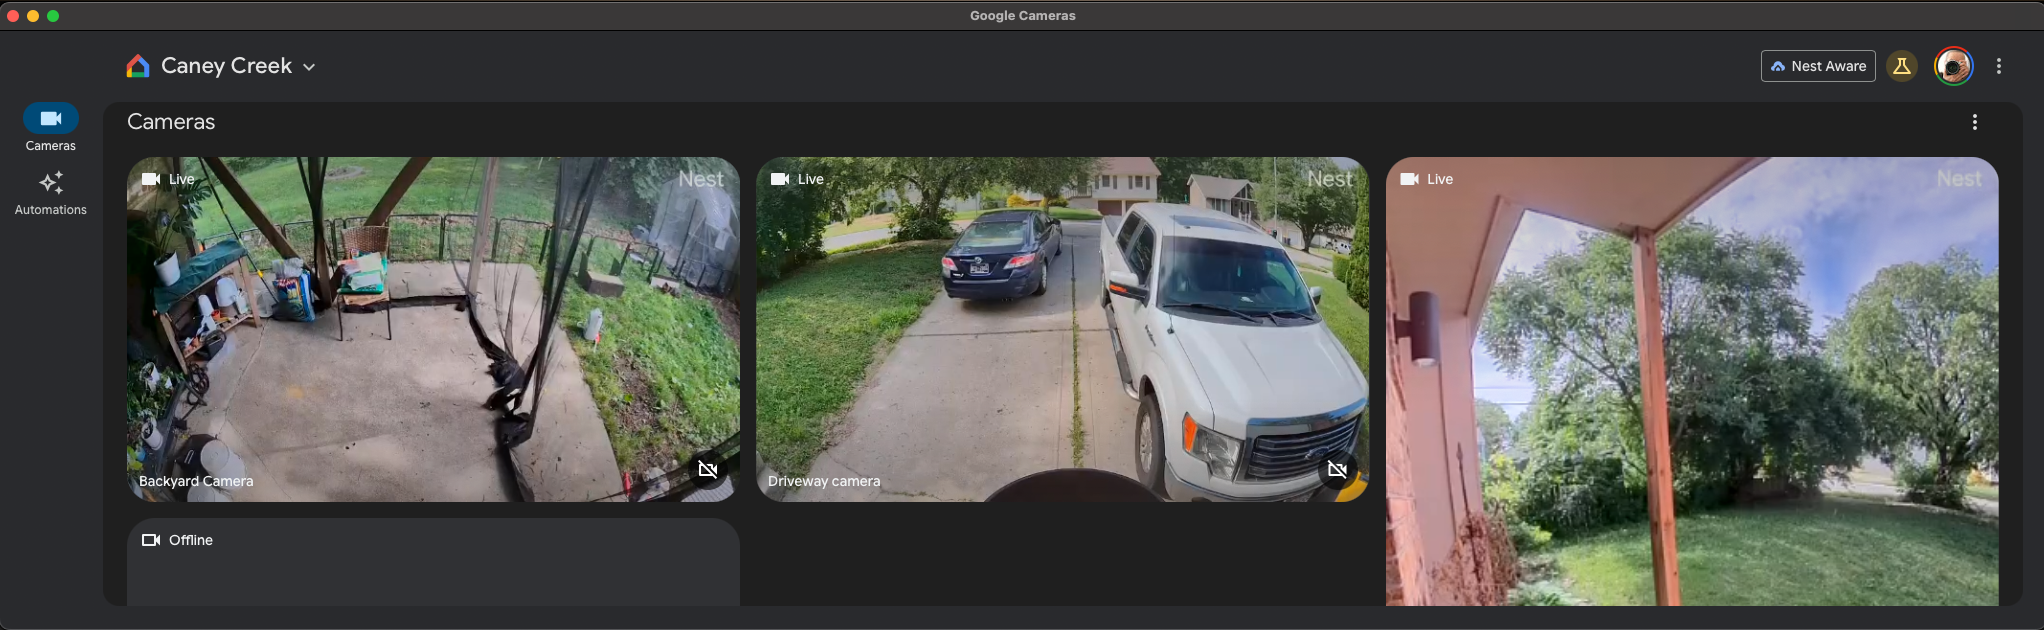 Google Cameras
Caney Creek
Nest Aware
Cameras
Automations
Cameras
Live
Nest
Live
Nest
Live
Nest
Backyard Camera
Driveway camera
Offline